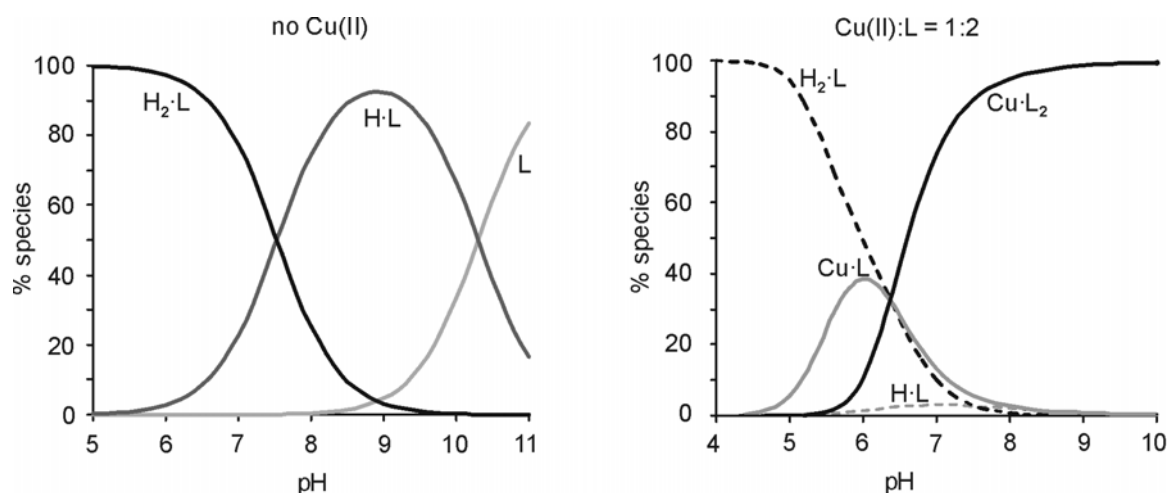 no Cu(II)
100
80
60
40
20
0
% species
H₂·L
H·L
L
5 6 7 8 9 10 11
pH
Cu(II):L = 1:2
100
80
60
40
20
0
% species
H₂·L
Cu·L₂
Cu·L
H·L
4 5 6 7 8 9 10
pH